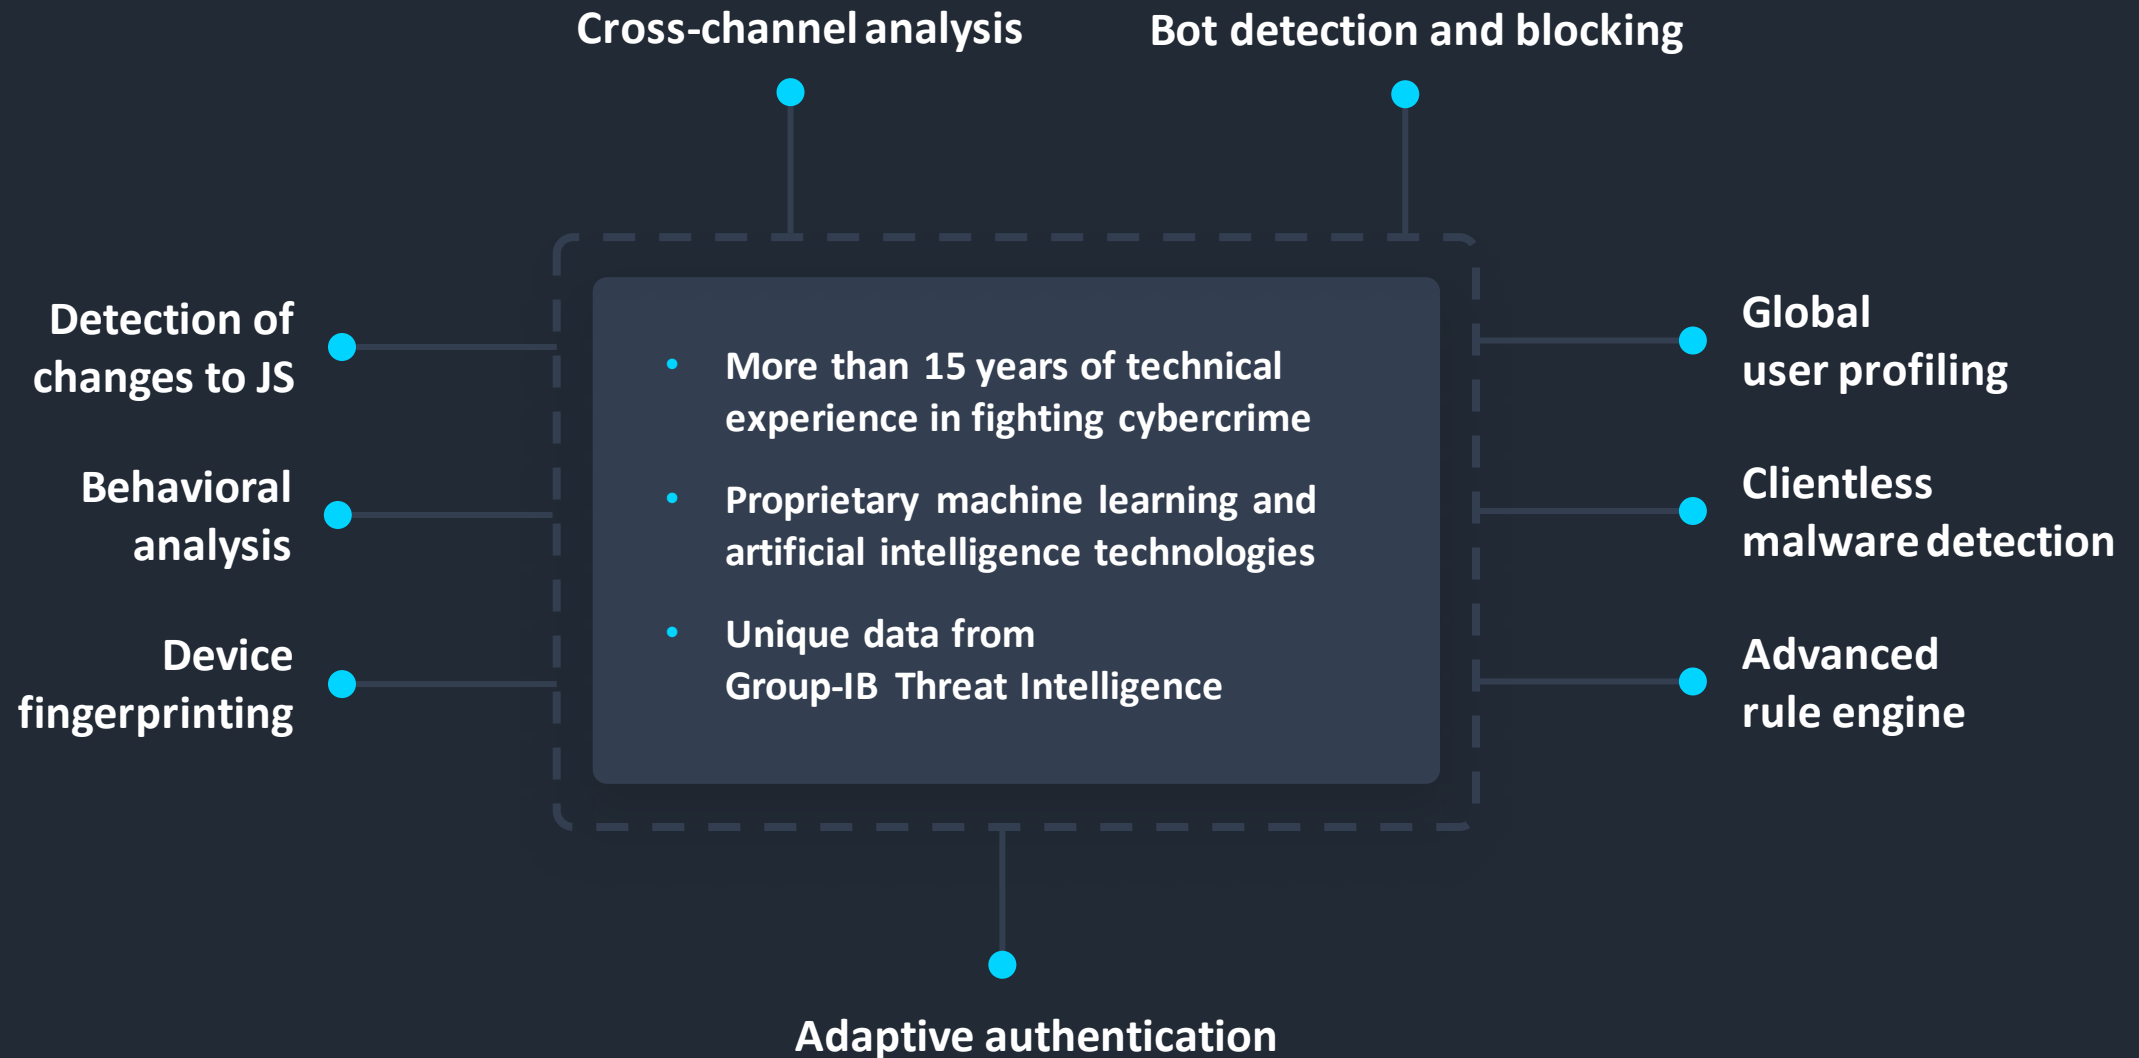 Cross-channel analysis
Bot detection and blocking
Detection of
changes to JS
Behavioral
analysis
Device
fingerprinting
• More than 15 years of technical
experience in fighting cybercrime
• Proprietary machine learning and
artificial intelligence technologies
• Unique data from
Group-IB Threat Intelligence
Global
user profiling
Clientless
malware detection
Advanced
rule engine
Adaptive authentication